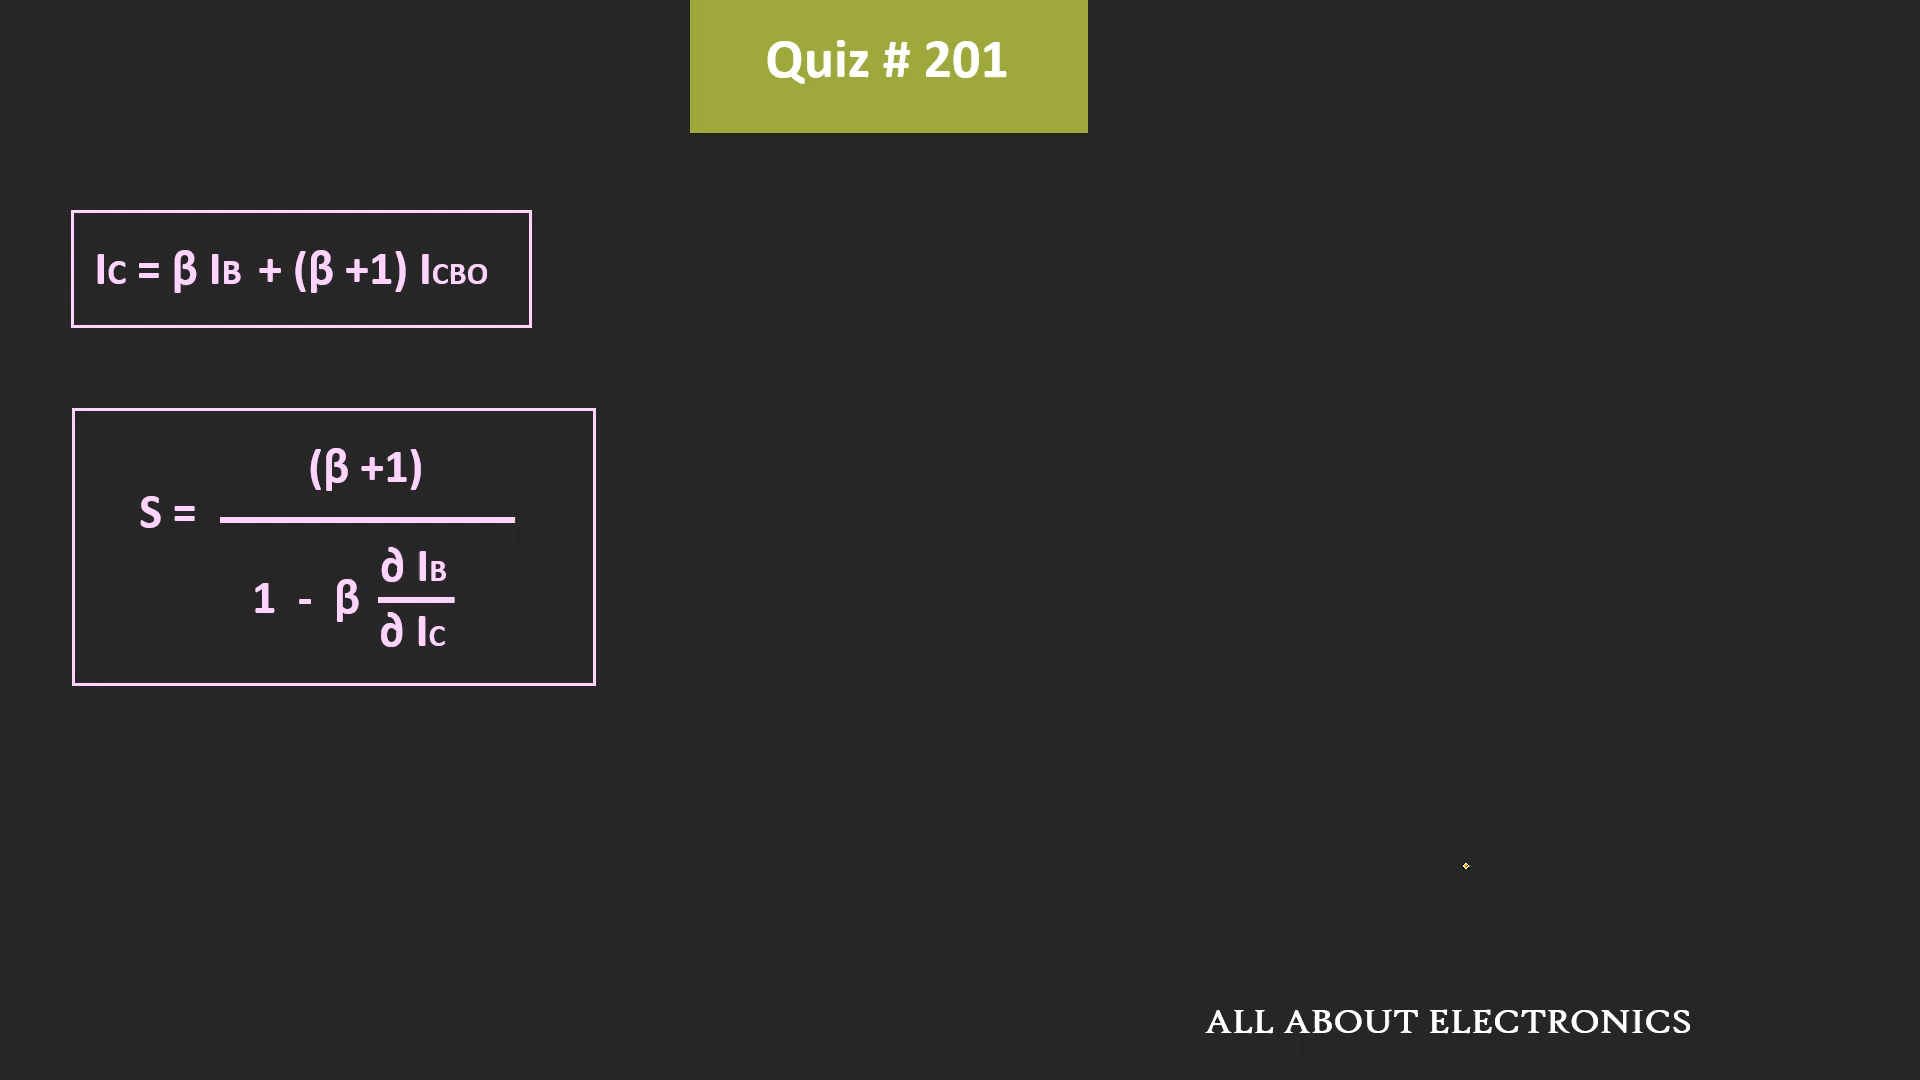 Quiz # 201
IC = β IB + (β +1) ICBO
(β +1)
S =
∂ IB
1 - β
∂ IC
ALL ABOUT ELECTRONICS